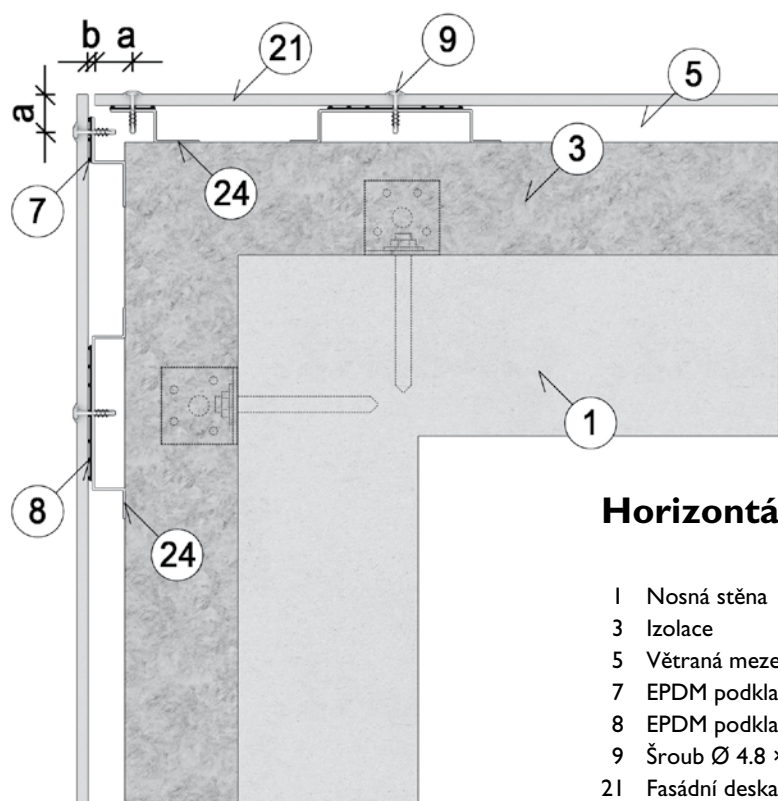 b a
21
9
5
a
3
7
24
1
8
24
Horizontá
1 Nosná stěna
3 Izolace
5 Větraná meze
7 EPDM podkla
8 EPDM podkla
9 Šroub Ø 4.8 ×
21 Fasádní deska